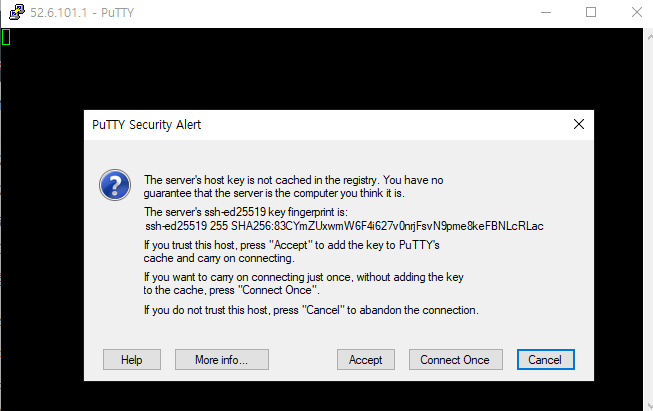 52.6.101.1 - PuTTY
PuTTY Security Alert
The server's host key is not cached in the registry. You have no
guarantee that the server is the computer you think it is.
The server's ssh-ed25519 key fingerprint is:
ssh-ed25519 255 SHA256:83CYmZUxwmW6F4i627v0nrjFsvN9pme8keFBNLcRLac
If you trust this host, press "Accept" to add the key to PuTTY's
cache and carry on connecting.
If you want to carry on connecting just once, without adding the key
to the cache, press "Connect Once".
If you do not trust this host, press "Cancel" to abandon the connection.
Help More info... Accept Connect Once Cancel